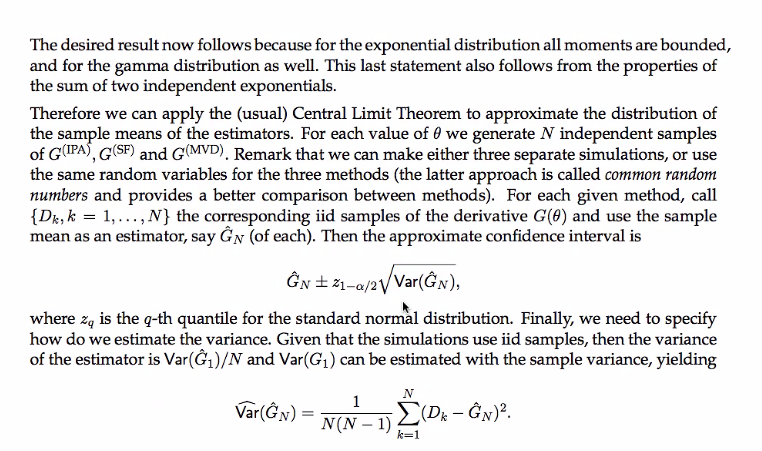 The desired result now follows because for the exponential distribution all moments are bounded,
and for the gamma distribution as well. This last statement also follows from the properties of
the sum of two independent exponentials.
Therefore we can apply the (usual) Central Limit Theorem to approximate the distribution of
the sample means of the estimators. For each value of θ we generate N independent samples
of G^(IPA), G^(SF) and G^(MVD). Remark that we can make either three separate simulations, or use
the same random variables for the three methods (the latter approach is called common random
numbers and provides a better comparison between methods). For each given method, call
{D_k, k = 1, . . . , N} the corresponding iid samples of the derivative G(θ) and use the sample
mean as an estimator, say Ĝ_N (of each). Then the approximate confidence interval is
Ĝ_N ± z_{1−α/2} √Var(Ĝ_N),
where z_q is the q-th quantile for the standard normal distribution. Finally, we need to specify
how do we estimate the variance. Given that the simulations use iid samples, then the variance
of the estimator is Var(Ĝ_1)/N and Var(G_1) can be estimated with the sample variance, yielding
V̂ar(Ĝ_N) = 1/(N(N − 1)) ∑_{k=1}^{N} (D_k − Ĝ_N)².